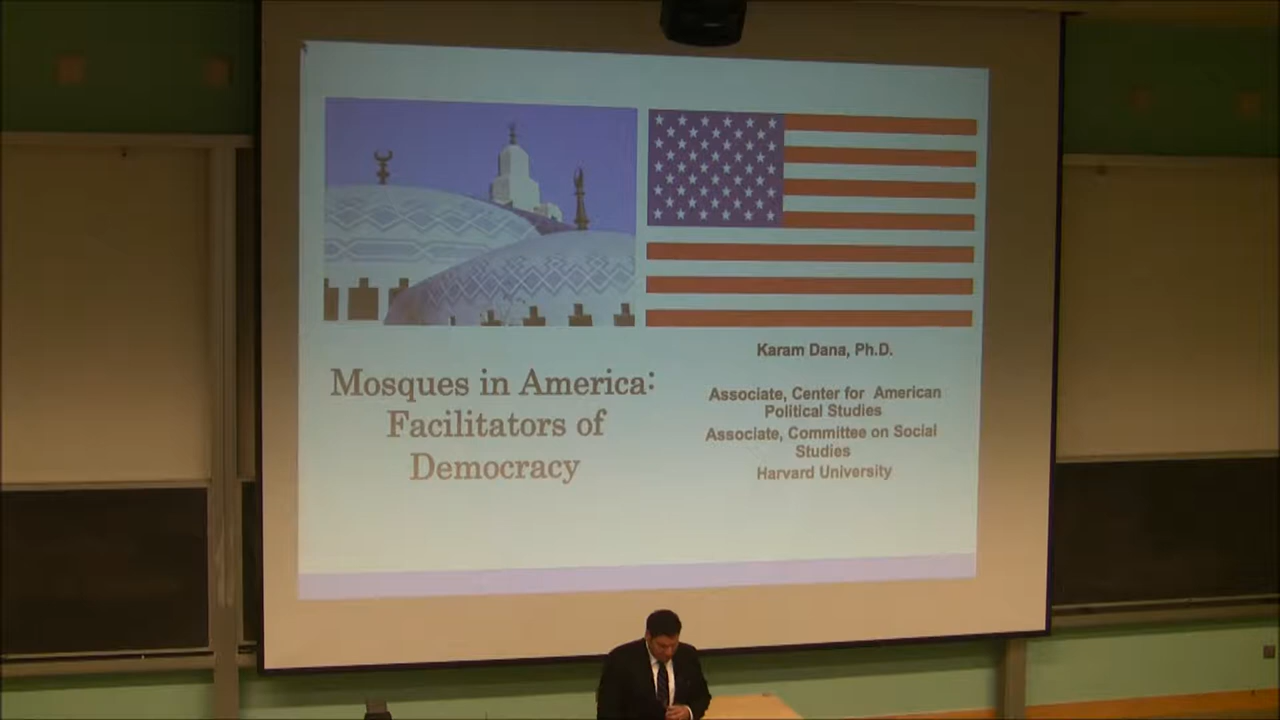 Mosques in America:
Facilitators of
Democracy
Karam Dana, Ph.D.
Associate, Center for American
Political Studies
Associate, Committee on Social
Studies
Harvard University